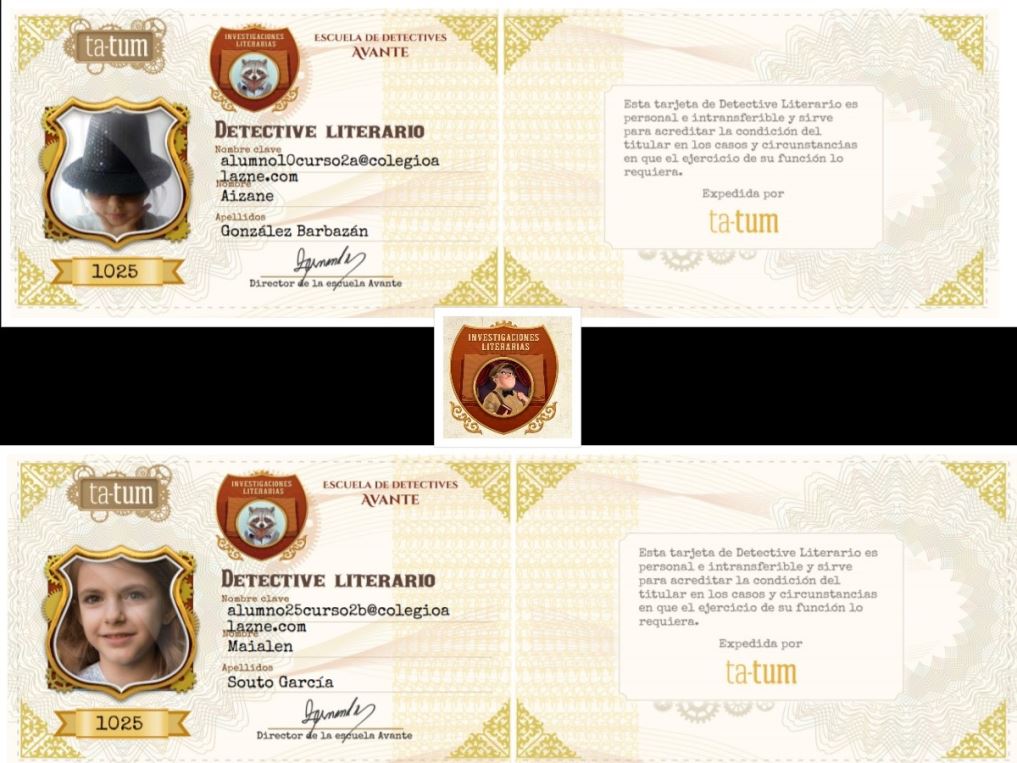 ta-tum
INVESTIGACIONES
LITERARIAS
ESCUELA DE DETECTIVES
AVANTE
DETECTIVE LITERARIO
Nombre clave
alumno10curso2a@colegioa
lazne.com
Nombre
Aizane
Apellidos
González Barbazán
1025
Director de la escuela Avante
Esta tarjeta de Detective Literario es
personal e intransferible y sirve
para acreditar la condición del
titular en los casos y circunstancias
en que el ejercicio de su función lo
requiera.
Expedida por
ta-tum
INVESTIGACIONES
LITERARIAS
ta-tum
INVESTIGACIONES
LITERARIAS
ESCUELA DE DETECTIVES
AVANTE
DETECTIVE LITERARIO
Nombre clave
alumno25curso2b@colegioa
lazne.com
Nombre
Maialen
Apellidos
Souto García
1025
Director de la escuela Avante
Esta tarjeta de Detective Literario es
personal e intransferible y sirve
para acreditar la condición del
titular en los casos y circunstancias
en que el ejercicio de su función lo
requiera.
Expedida por
ta-tum